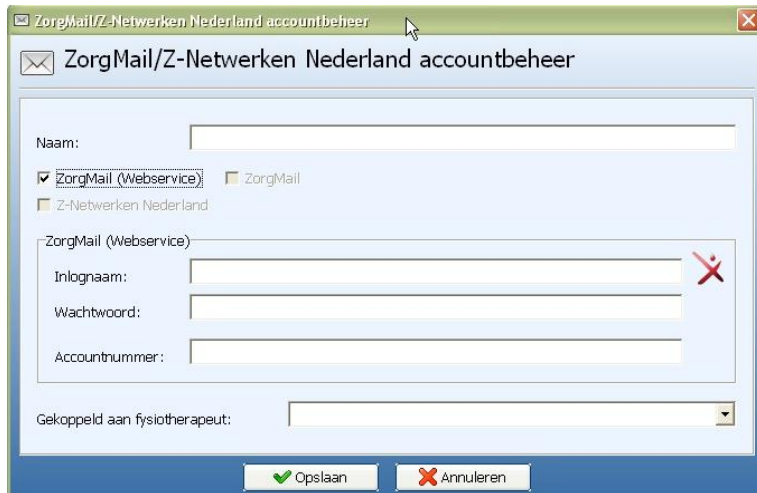 ZorgMail/Z-Netwerken Nederland accountbeheer
ZorgMail/Z-Netwerken Nederland accountbeheer
Naam:
ZorgMail (Webservice) ZorgMail
Z-Netwerken Nederland
ZorgMail (Webservice)
Inlognaam:
Wachtwoord:
Accountnummer:
Gekoppeld aan fysiotherapeut:
Opslaan Annuleren